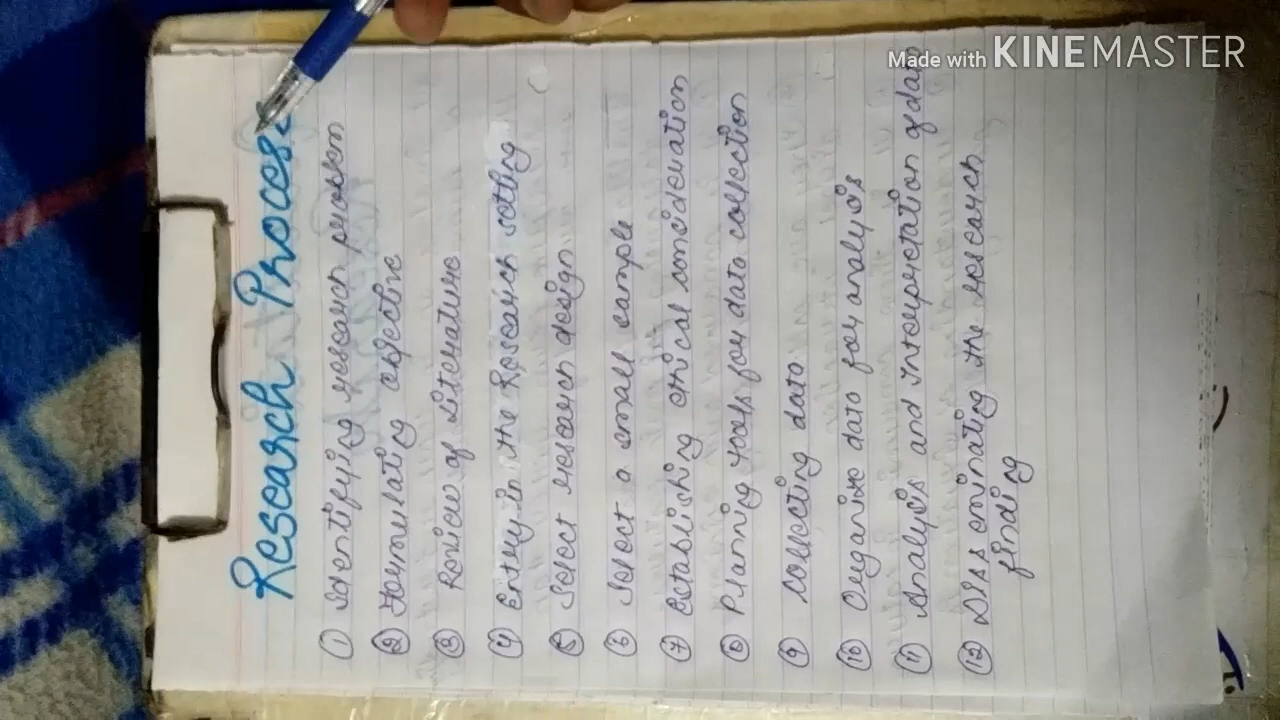 Research Process
① Identifying research problem
② Formulating objective
③ Review of Literature
④ Entry in the Research setting
⑤ Select research design
⑥ Select a small sample
⑦ Establishing ethical consideration
⑧ Planning tools for data collection
⑨ Collecting data
⑩ Organise data for analysis
⑪ Analysis and interpretation of data
⑫ Disseminating the research
finding
Made with KINEMASTER